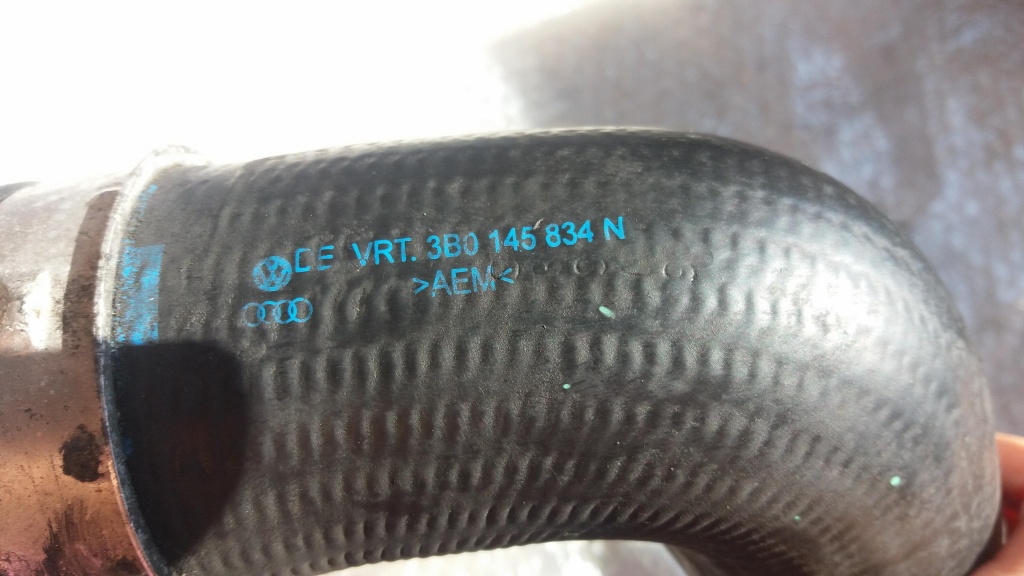 DE VRT. 3B0 145 834 N
>AEM<